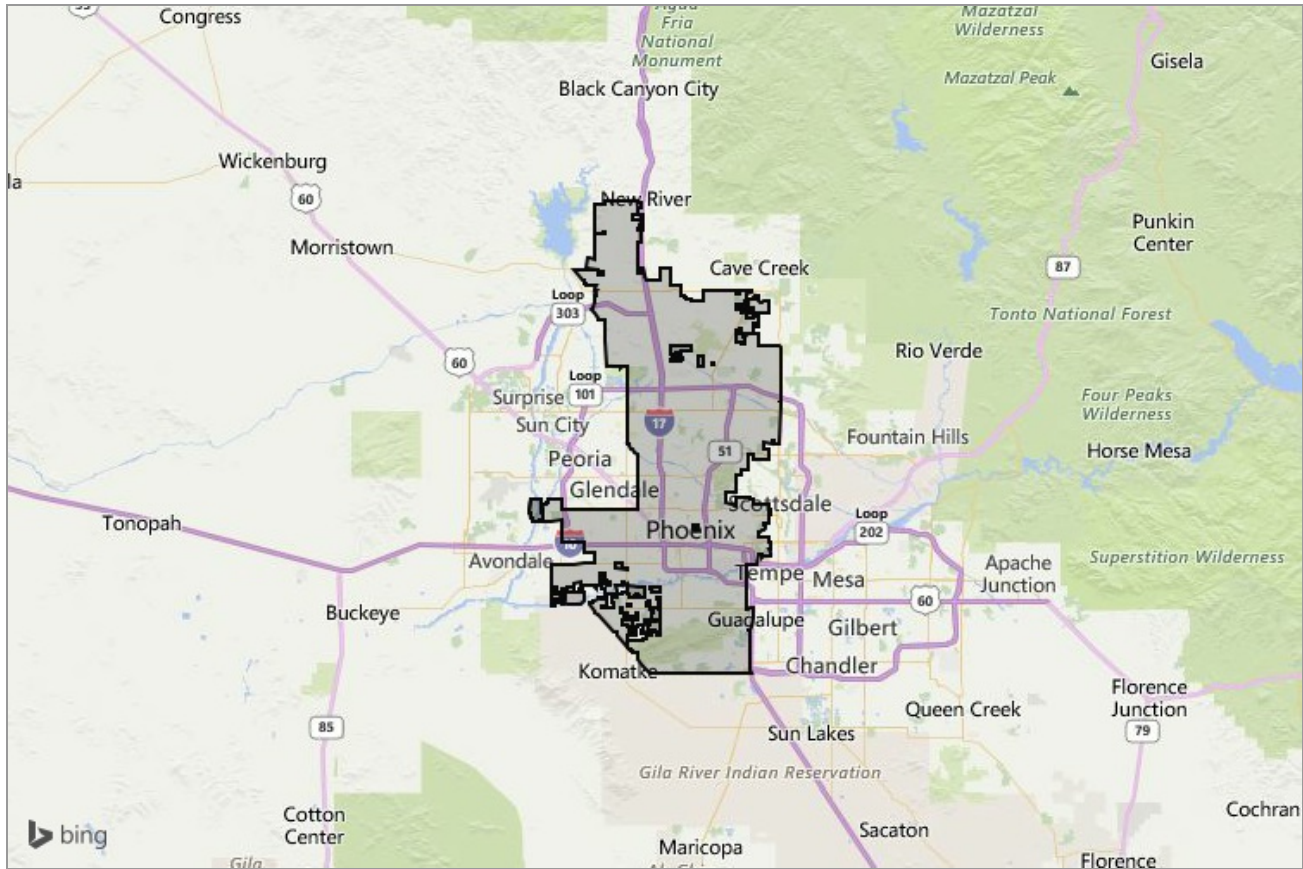 93
Congress
Agua
Fria
National
Monument
Mazatzal
Wilderness
Gisela
Mazatzal Peak
Black Canyon City
Wickenburg
la
60
New River
Punkin
Center
Morristown
Cave Creek
87
Loop
303
Tonto National Forest
Rio Verde
60
Loop
101
Surprise
Four Peaks
Wilderness
Sun City
17
Fountain Hills
51
Horse Mesa
Peoria
Glendale
Scottsdale
Tonopah
Phoenix
Loop
202
10
Avondale
Superstition Wilderness
Apache
Junction
Tempe
Mesa
60
Buckeye
Guadalupe
Gilbert
Komatke
Chandler
Florence
Junction
Queen Creek
85
79
Sun Lakes
Gila River Indian Reservation
Cotton
Center
Cochran
bing
Sacaton
Maricopa
Gila
Florence